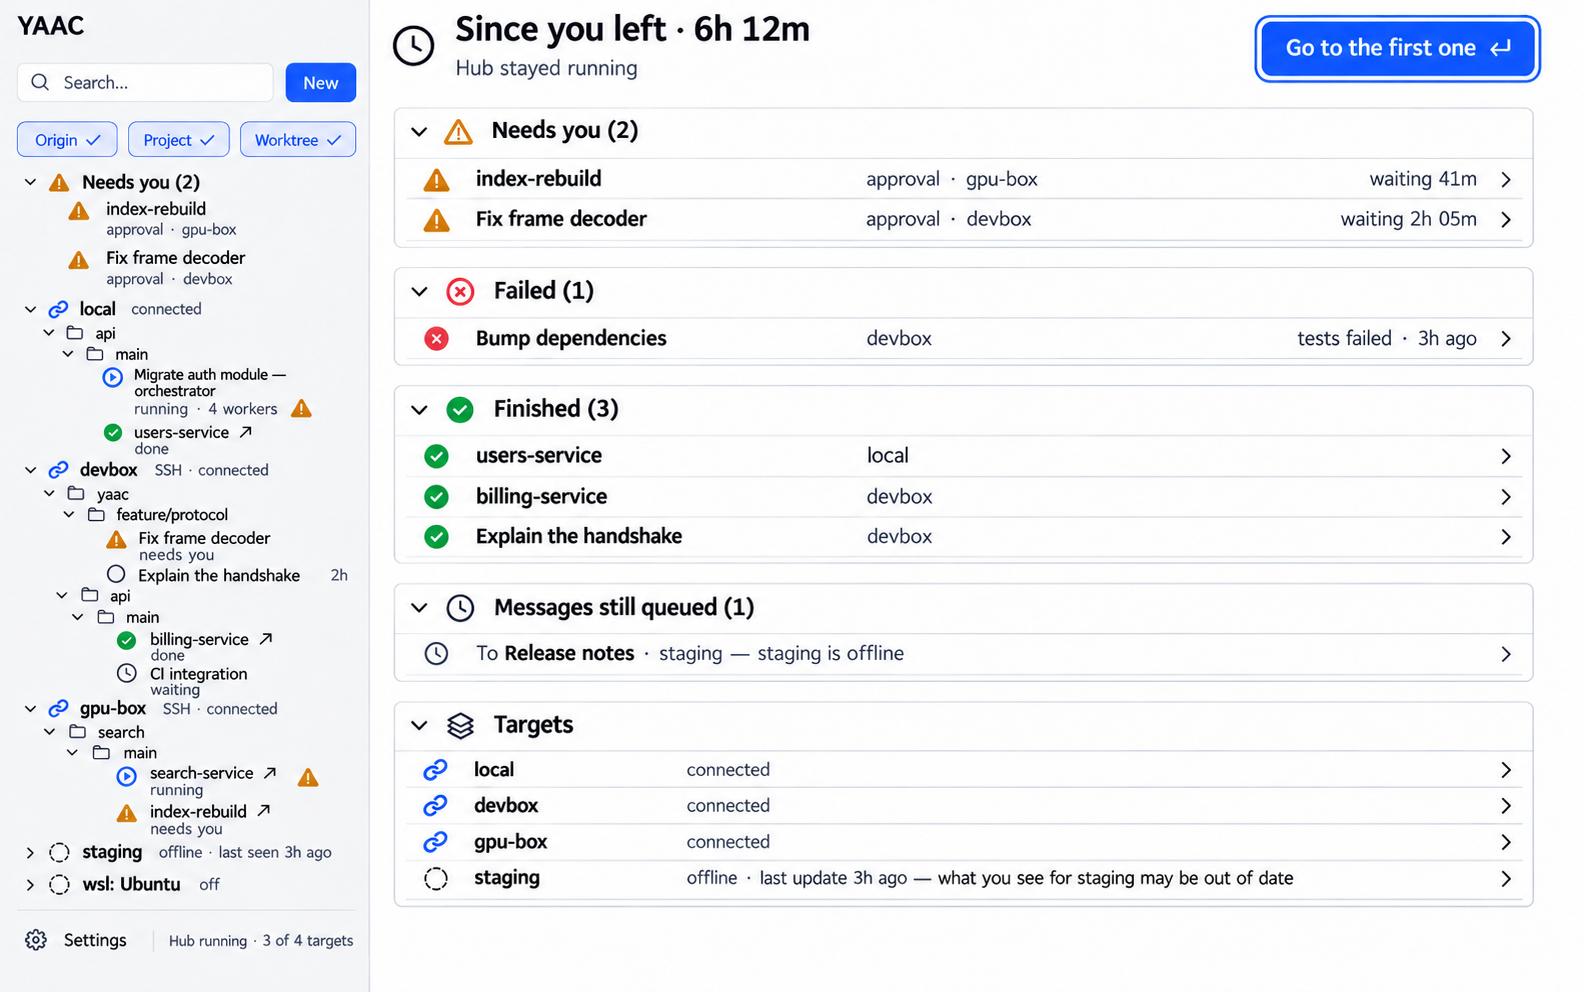 YAAC
Search...
New
Origin
Project
Worktree
Needs you (2)
index-rebuild
approval · gpu-box
Fix frame decoder
approval · devbox
local connected
api
main
Migrate auth module —
orchestrator
running · 4 workers
users-service ↗
done
devbox SSH · connected
yaac
feature/protocol
Fix frame decoder
needs you
Explain the handshake 2h
api
main
billing-service ↗
done
CI integration
waiting
gpu-box SSH · connected
search
main
search-service ↗
running
index-rebuild ↗
needs you
staging offline · last seen 3h ago
wsl: Ubuntu off
Settings
Hub running · 3 of 4 targets
Since you left · 6h 12m
Hub stayed running
Go to the first one ↵
Needs you (2)
index-rebuild approval · gpu-box waiting 41m
Fix frame decoder approval · devbox waiting 2h 05m
Failed (1)
Bump dependencies devbox tests failed · 3h ago
Finished (3)
users-service local
billing-service devbox
Explain the handshake devbox
Messages still queued (1)
To Release notes · staging — staging is offline
Targets
local connected
devbox connected
gpu-box connected
staging offline · last update 3h ago — what you see for staging may be out of date